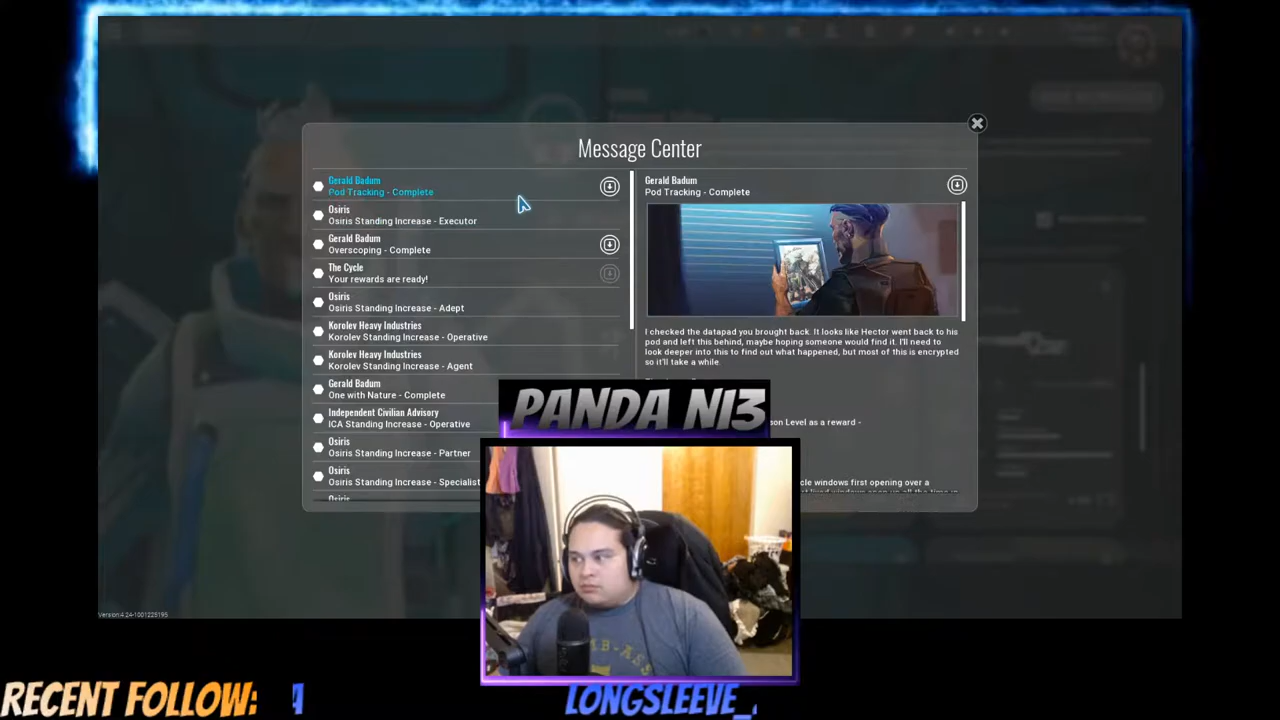 Message Center
Gerald Badum
Pod Tracking - Complete
Osiris
Osiris Standing Increase - Executor
Gerald Badum
Overscoping - Complete
The Cycle
Your rewards are ready!
Osiris
Osiris Standing Increase - Adept
Korolev Heavy Industries
Korolev Standing Increase - Operative
Korolev Heavy Industries
Korolev Standing Increase - Agent
Gerald Badum
One with Nature - Complete
Independent Civilian Advisory
ICA Standing Increase - Operative
Osiris
Osiris Standing Increase - Partner
Osiris
Osiris Standing Increase - Specialist
Osiris
Gerald Badum
Pod Tracking - Complete
I checked the datapad you brought back. It looks like Hector went back to his
pod and left this behind, maybe hoping someone would find it. I'll need to
look deeper into this to find out what happened, but most of this is encrypted
so it'll take a while.
son Level as a reward -
cle windows first opening over a
PANDA N13
RECENT FOLLOW:
LONGSLEEVE_